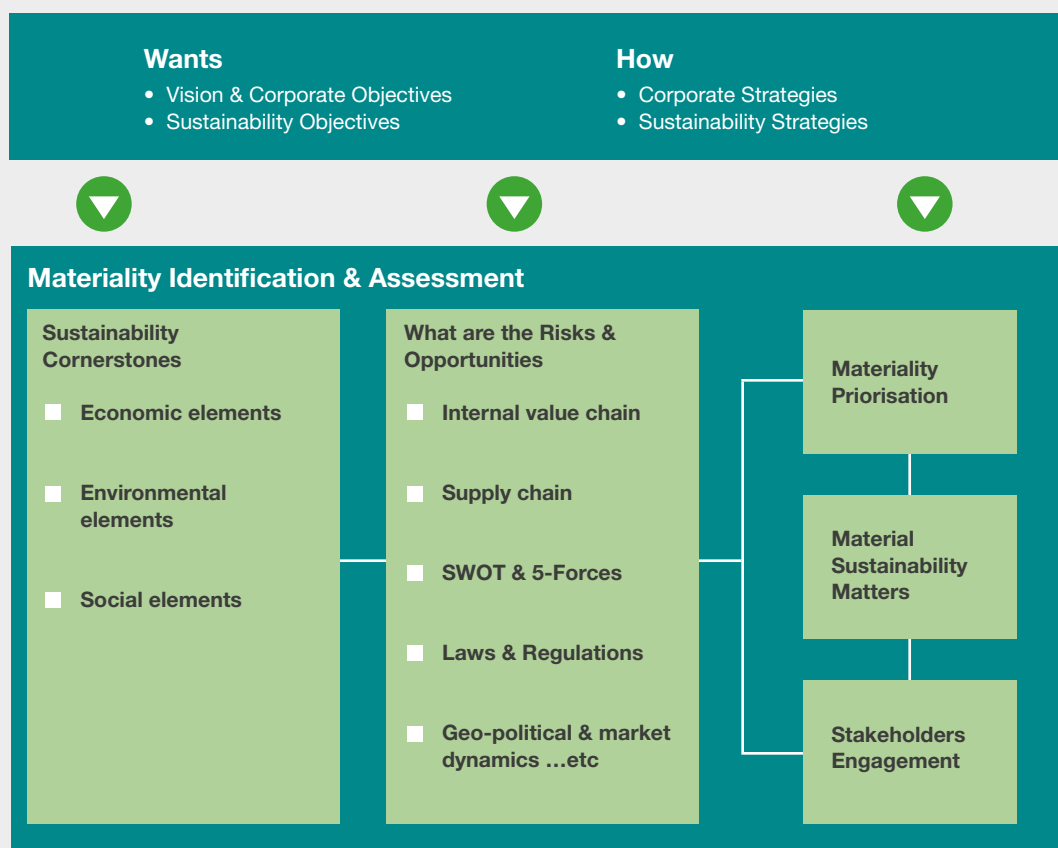 Wants
• Vision & Corporate Objectives
• Sustainability Objectives
How
• Corporate Strategies
• Sustainability Strategies
Materiality Identification & Assessment
Sustainability
Cornerstones
Economic elements
Environmental
elements
Social elements
What are the Risks &
Opportunities
Internal value chain
Supply chain
SWOT & 5-Forces
Laws & Regulations
Geo-political & market
dynamics ...etc
Materiality
Priorisation
Material
Sustainability
Matters
Stakeholders
Engagement